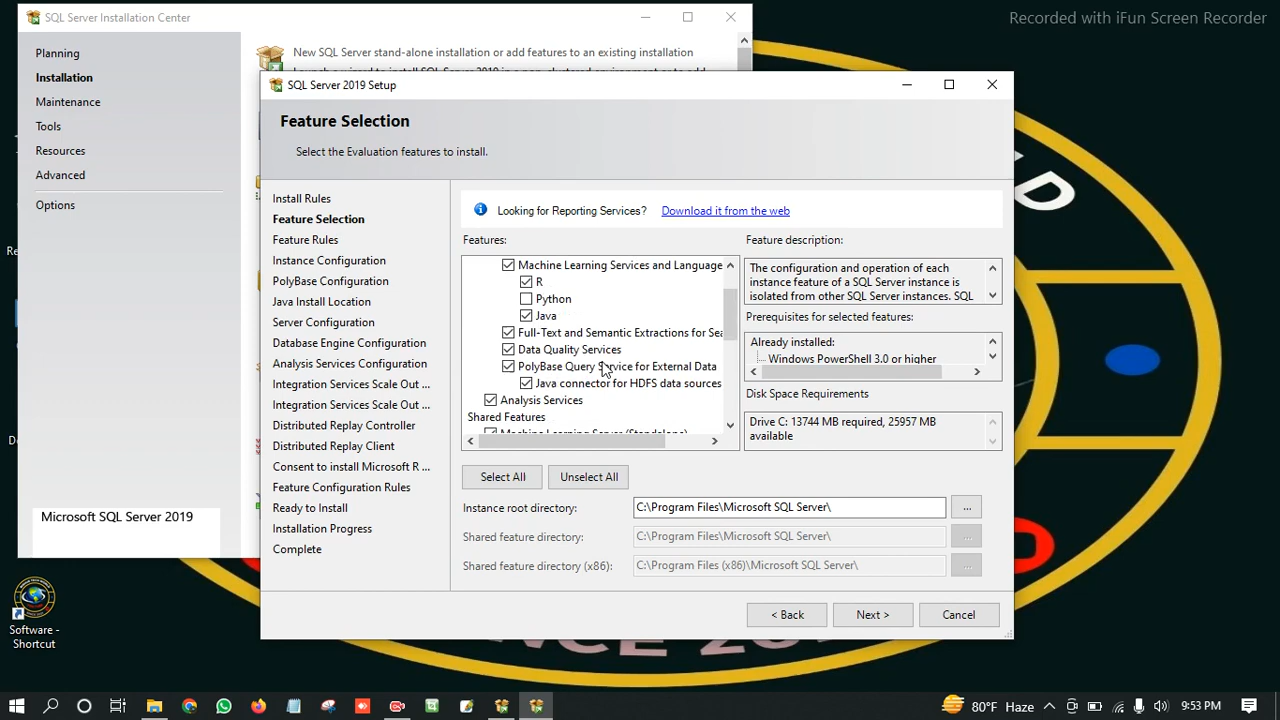 SQL Server Installation Center
Recorded with iFun Screen Recorder
Planning
Installation
Maintenance
Tools
Resources
Advanced
Options
Microsoft SQL Server 2019
New SQL Server stand-alone installation or add features to an existing installation
SQL Server 2019 Setup
Feature Selection
Select the Evaluation features to install.
Install Rules
Feature Selection
Feature Rules
Instance Configuration
PolyBase Configuration
Java Install Location
Server Configuration
Database Engine Configuration
Analysis Services Configuration
Integration Services Scale Out ...
Integration Services Scale Out ...
Distributed Replay Controller
Distributed Replay Client
Consent to install Microsoft R ...
Feature Configuration Rules
Ready to Install
Installation Progress
Complete
Looking for Reporting Services? Download it from the web
Features:
Machine Learning Services and Language
R
Python
Java
Full-Text and Semantic Extractions for Sea
Data Quality Services
PolyBase Query Service for External Data
Java connector for HDFS data sources
Analysis Services
Shared Features
Machine Learning Server (Standalone)
Feature description:
The configuration and operation of each
instance feature of a SQL Server instance is
isolated from other SQL Server instances. SQL
Prerequisites for selected features:
Already installed:
Windows PowerShell 3.0 or higher
Disk Space Requirements
Drive C: 13744 MB required, 25957 MB
available
Select All
Unselect All
Instance root directory:
C:\Program Files\Microsoft SQL Server\
...
Shared feature directory:
C:\Program Files\Microsoft SQL Server\
...
Shared feature directory (x86):
C:\Program Files (x86)\Microsoft SQL Server\
...
< Back
Next >
Cancel
Software -
Shortcut
SINCE 2016
80°F Haze
9:53 PM